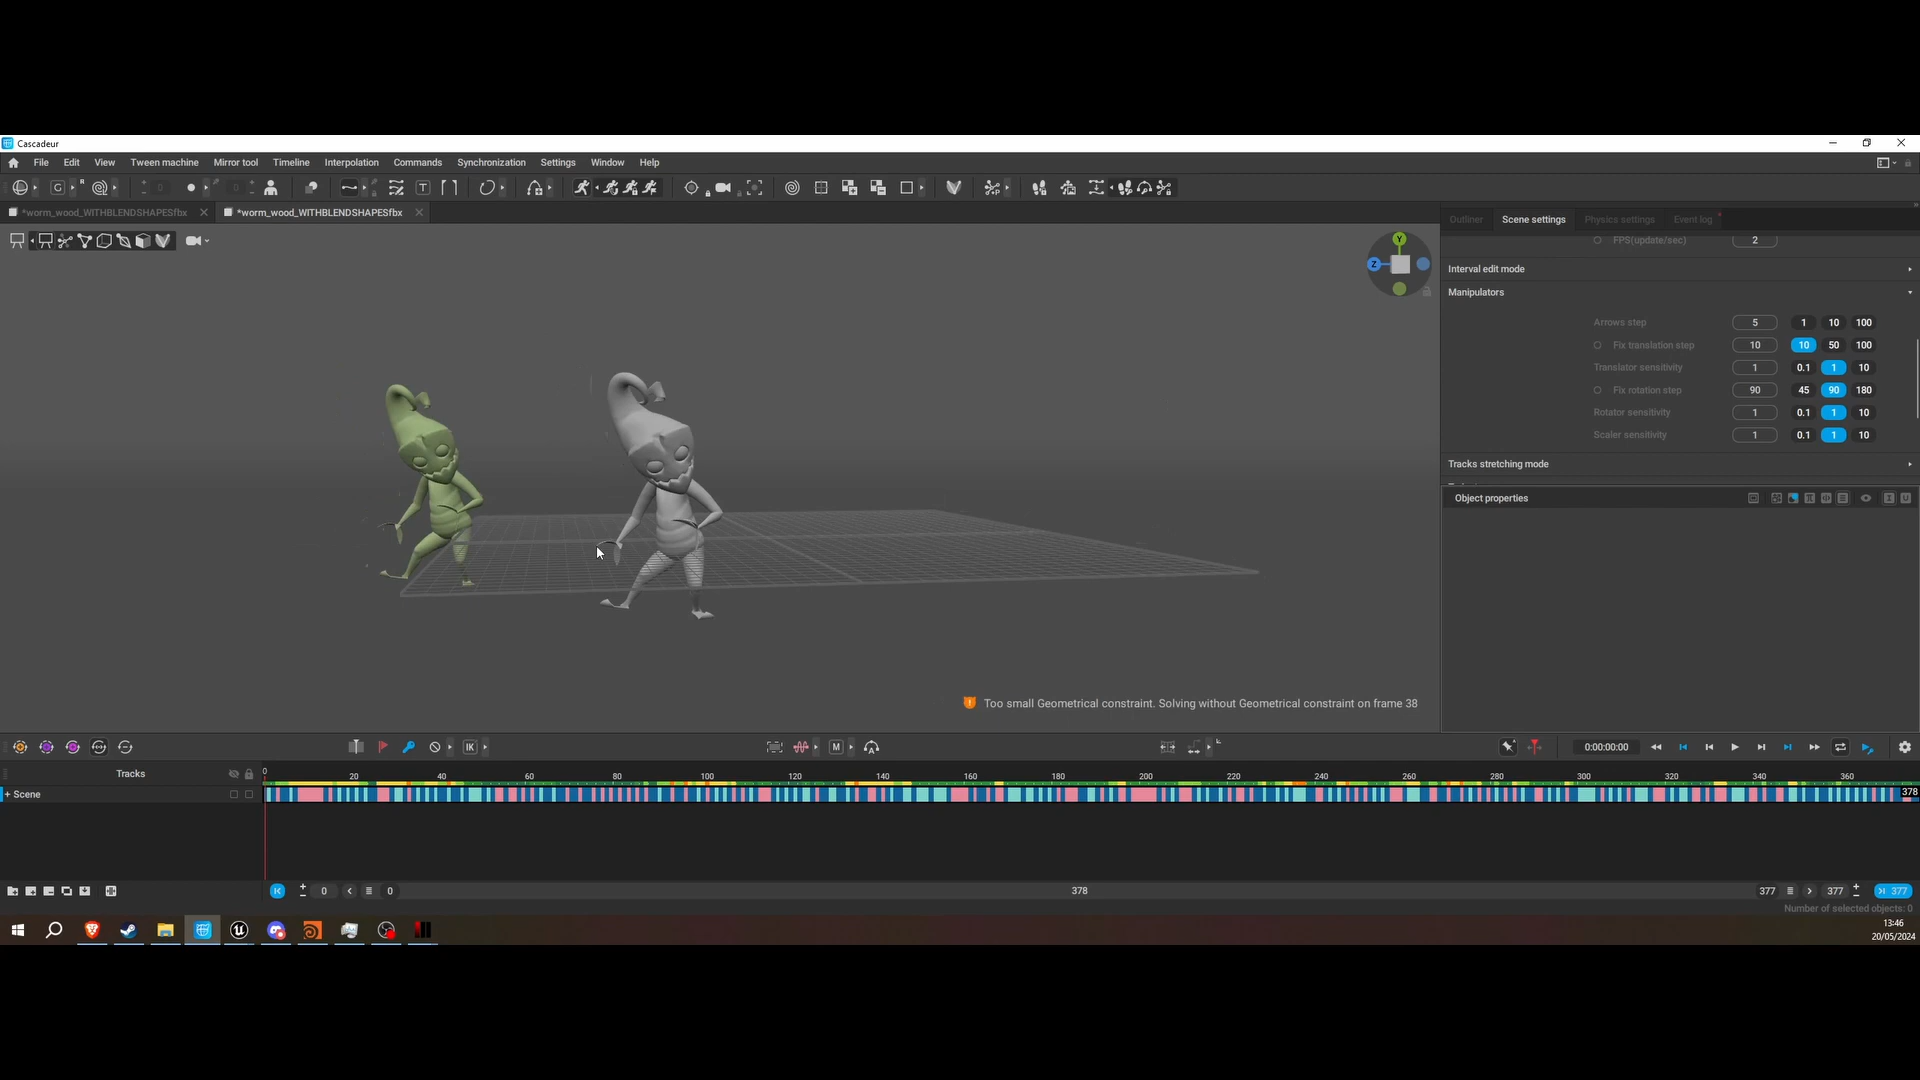 Cascadeur
File Edit View Tween machine Mirror tool Timeline Interpolation Commands Synchronization Settings Window Help
*worm_wood_WITHBLENDSHAPESfbx *worm_wood_WITHBLENDSHAPESfbx
Outliner Scene settings Physics settings Event log
FPS(update/sec) 2
Interval edit mode
Manipulators
Arrows step 5 1 10 100
Fix translation step 10 10 50 100
Translator sensitivity 1 0.1 1 10
Fix rotation step 90 45 90 180
Rotator sensitivity 1 0.1 1 10
Scaler sensitivity 1 0.1 1 10
Tracks stretching mode
Object properties
Y
Z
Too small Geometrical constraint. Solving without Geometrical constraint on frame 38
IK M 0:00:00:00
Tracks 0 20 40 60 80 100 120 140 160 180 200 220 240 260 280 300 320 340 360
+ Scene 378
0 0 378 377 377 377
Number of selected objects: 0
13:46
20/05/2024